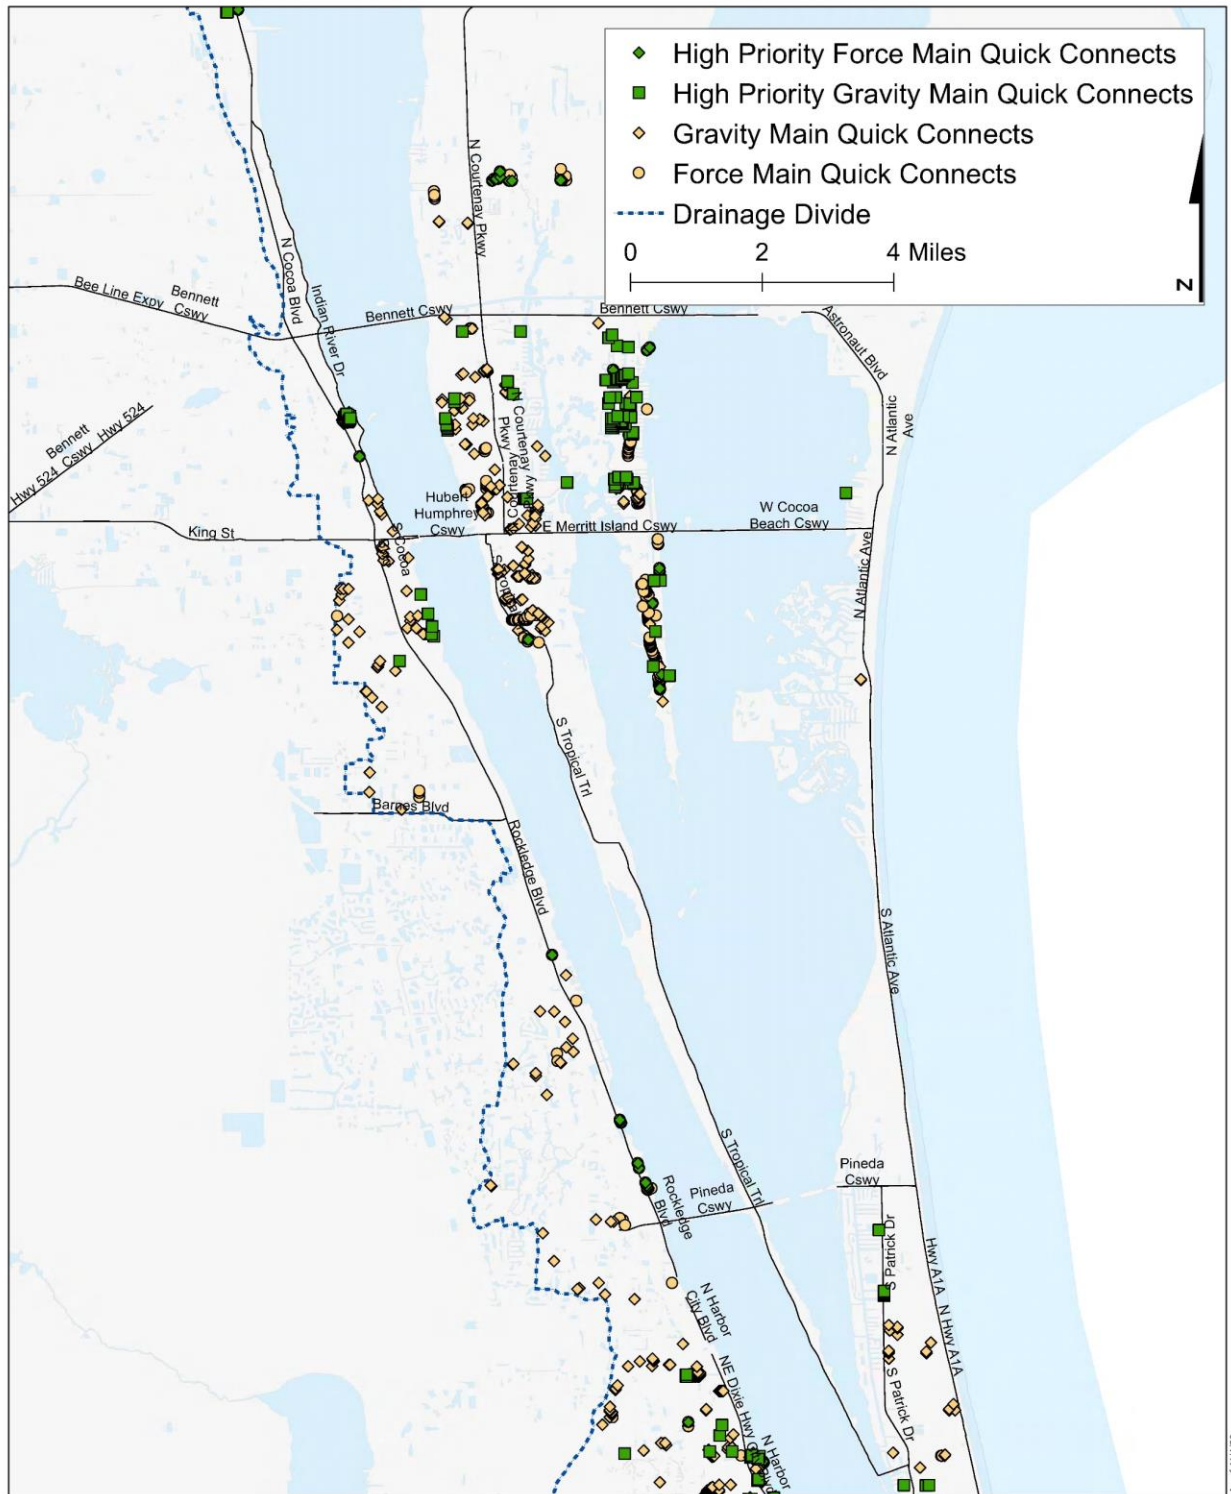 High Priority Force Main Quick Connects
High Priority Gravity Main Quick Connects
Gravity Main Quick Connects
Force Main Quick Connects
Drainage Divide
0 2 4 Miles
N
N Courtenay Pkwy
N Cocoa Blvd
Indian River Dr
Bee Line Expy
Bennett
Cswy
Bennett Cswy
Bennett Cswy
Astronaut Blvd
N Atlantic
Ave
Bennett
Hwy 524 Cswy Hwy 524
N Courtenay Pkwy
N Courtenay
Pkwy
Hubert
Humphrey
Cswy
E Merritt Island Cswy
W Cocoa
Beach Cswy
King St
S Cocoa
N Atlantic Ave
S Tropical Trl
Barnes Blvd
Rockledge Blvd
S Atlantic Ave
S Tropical Trl
Pineda
Cswy
Rockledge
Blvd
Pineda
Cswy
S Patrick Dr
Hwy A1A
N Hwy A1A
N Harbor
City Blvd
NE Dixie Hwy
S Patrick Dr
N Harbor